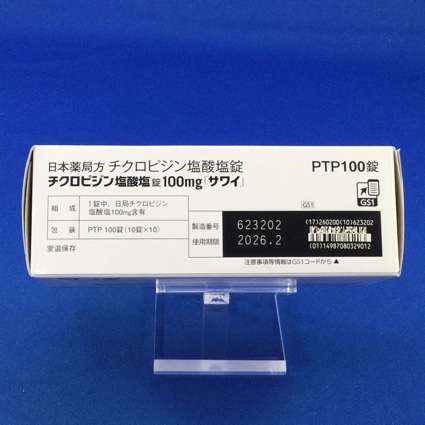 日本薬局方 チクロピジン塩酸塩錠
チクロピジン塩酸塩錠100mg「サワイ」
PTP100錠
GS1
組成 1錠中、日局チクロピジン
塩酸塩100mg含有
包装 PTP 100錠(10錠×10)
室温保存
GS1
製造番号 623202
使用期限 2026.2
(17)260200(10)623202
(01)14987080329012
注意事項等情報はGS1コードから▲